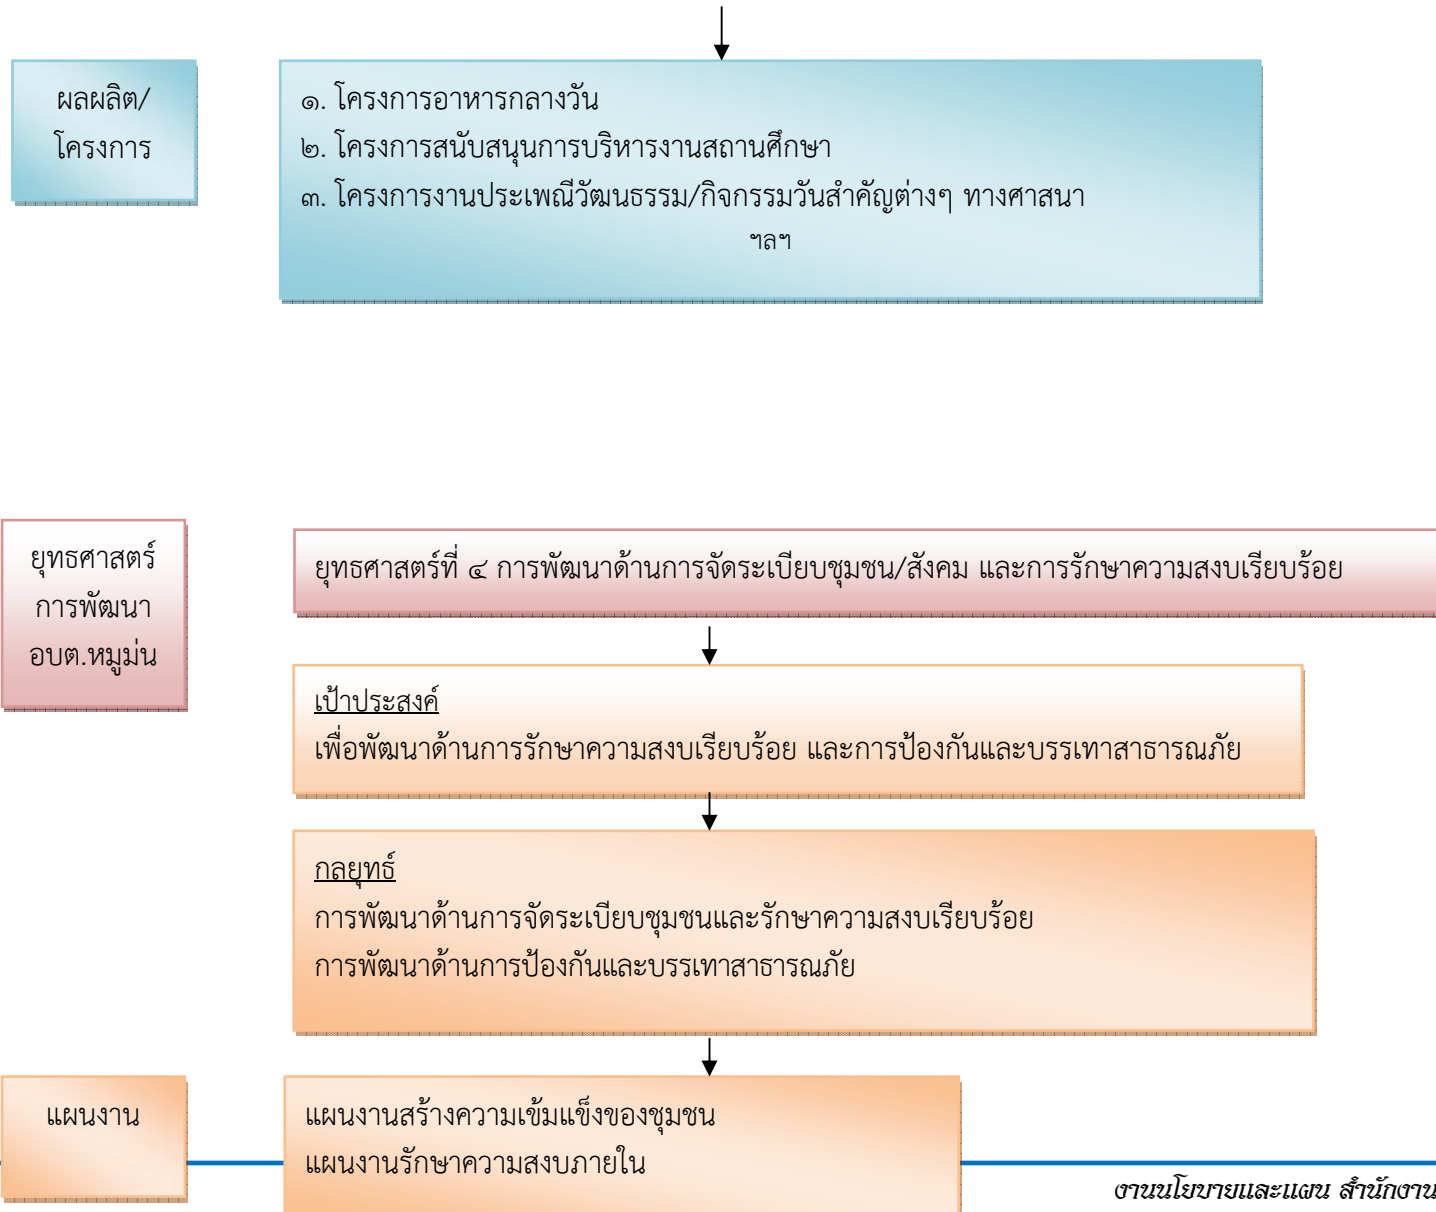 ผลผลิต/
โครงการ
๑. โครงการอาหารกลางวัน
๒. โครงการสนับสนุนการบริหารงานสถานศึกษา
๓. โครงการงานประเพณีวัฒนธรรม/กิจกรรมวันสำคัญต่างๆ ทางศาสนา
ฯลฯ
ยุทธศาสตร์
การพัฒนา
อบต.หมูม่น
ยุทธศาสตร์ที่ ๔ การพัฒนาด้านการจัดระเบียบชุมชน/สังคม และการรักษาความสงบเรียบร้อย
เป้าประสงค์
เพื่อพัฒนาด้านการรักษาความสงบเรียบร้อย และการป้องกันและบรรเทาสาธารณภัย
กลยุทธ์
การพัฒนาด้านการจัดระเบียบชุมชนและรักษาความสงบเรียบร้อย
การพัฒนาด้านการป้องกันและบรรเทาสาธารณภัย
แผนงาน
แผนงานสร้างความเข้มแข็งของชุมชน
แผนงานรักษาความสงบภายใน
งานนโยบายและแผน สำนักงาน